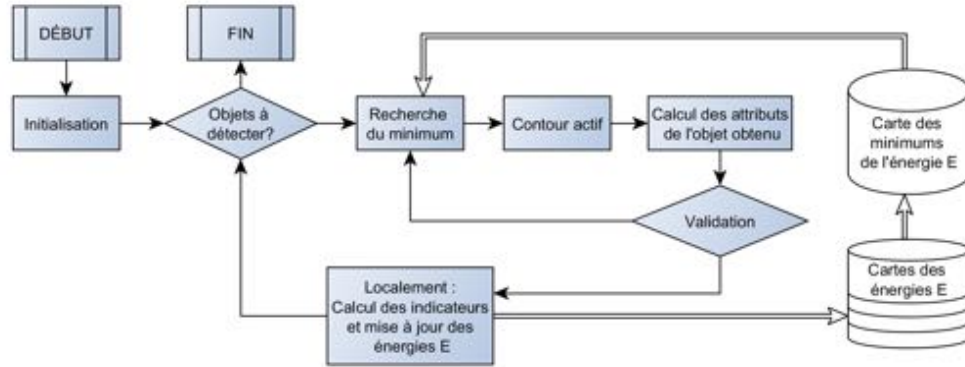 DÉBUT
FIN
Initialisation
Objets à
détecter?
Recherche
du minimum
Contour actif
Calcul des attributs
de l'objet obtenu
Carte des
minimums
de l'énergie E
Validation
Localement :
Calcul des indicateurs
et mise à jour des
énergies E
Cartes des
énergies E